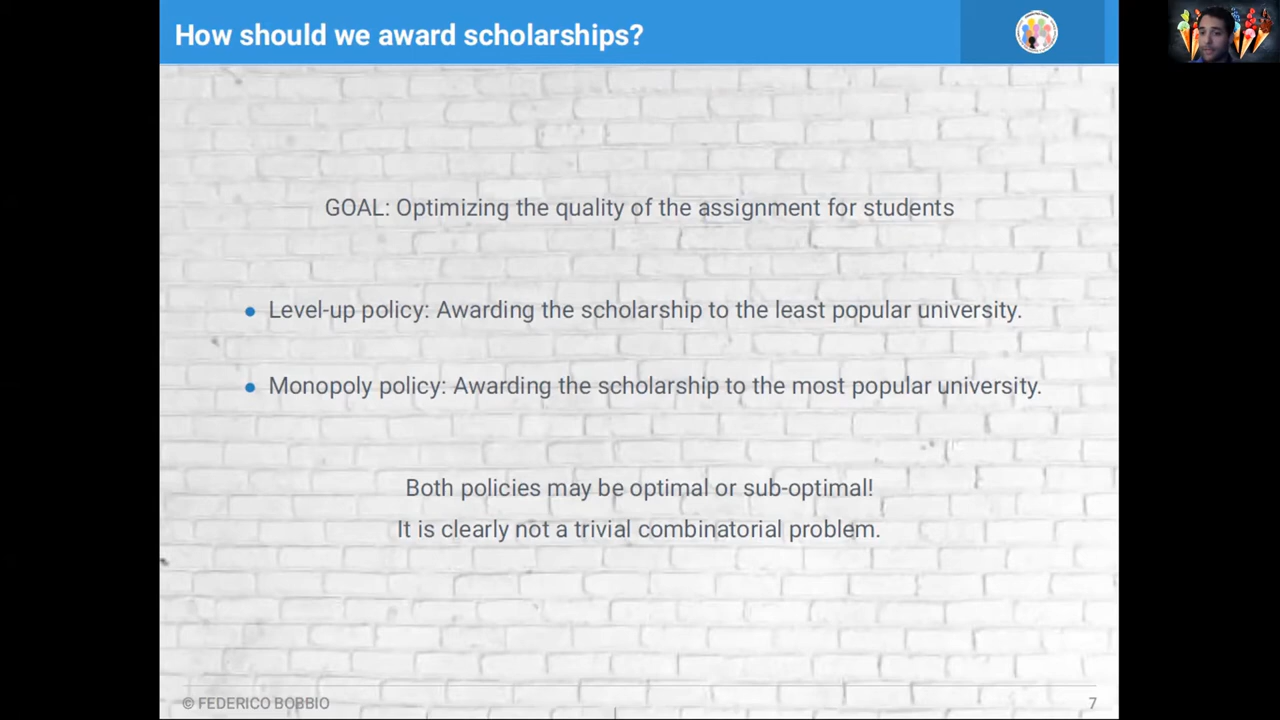 How should we award scholarships?
GOAL: Optimizing the quality of the assignment for students
Level-up policy: Awarding the scholarship to the least popular university.
Monopoly policy: Awarding the scholarship to the most popular university.
Both policies may be optimal or sub-optimal!
It is clearly not a trivial combinatorial problem.
© FEDERICO BOBBIO
7